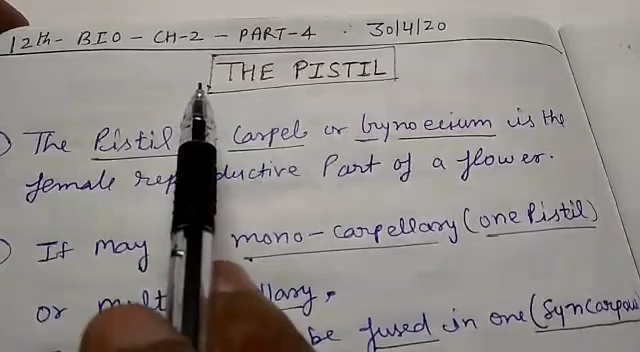 12th - BIO - CH-2 - PART-4 . 30/4/20
THE PISTIL
The Pistil Carpel or Gynoecium is the
female reproductive Part of a flower.
If may mono-carpellary (one Pistil)
or
be fused in one (Syncarpou